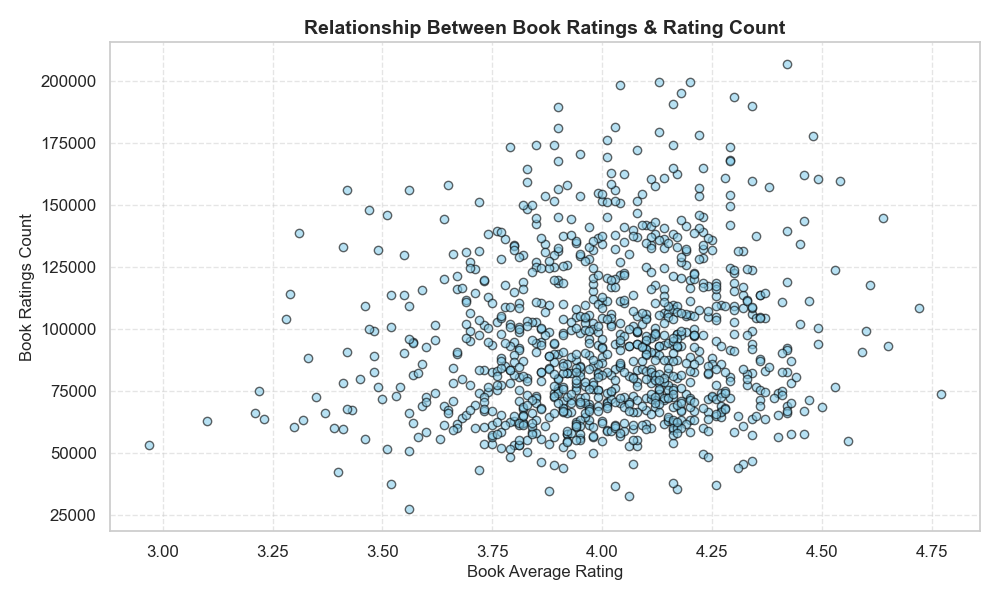 Relationship Between Book Ratings & Rating Count
Book Ratings Count
200000
175000
150000
125000
100000
75000
50000
25000
3.00 3.25 3.50 3.75 4.00 4.25 4.50 4.75
Book Average Rating